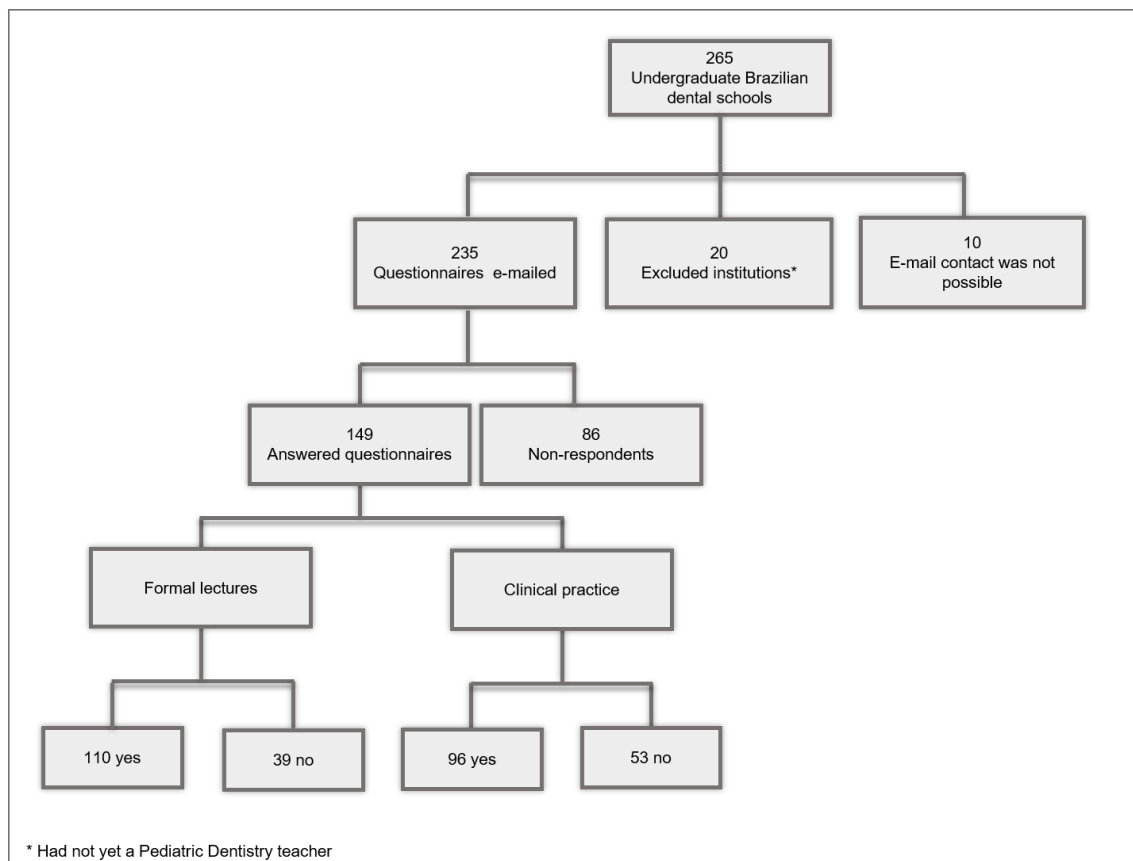 265
Undergraduate Brazilian
dental schools
235
Questionnaires e-mailed
20
Excluded institutions*
10
E-mail contact was not
possible
149
Answered questionnaires
86
Non-respondents
Formal lectures
Clinical practice
110 yes
39 no
96 yes
53 no
* Had not yet a Pediatric Dentistry teacher